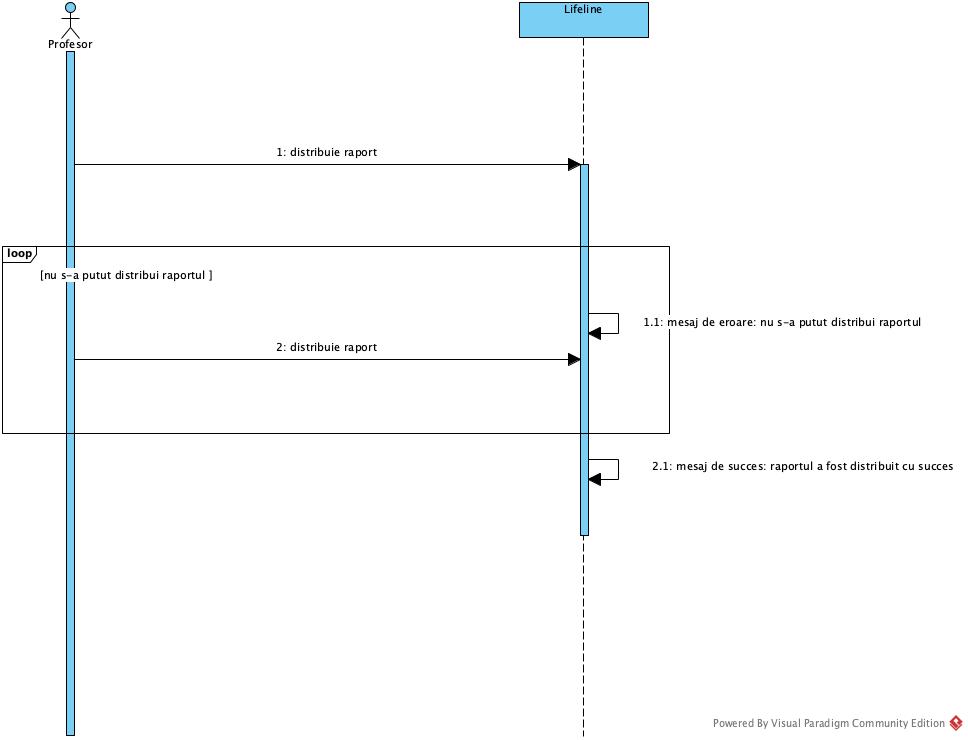 Profesor
Lifeline
1: distribuie raport
loop
[nu s-a putut distribui raportul ]
1.1: mesaj de eroare: nu s-a putut distribui raportul
2: distribuie raport
2.1: mesaj de succes: raportul a fost distribuit cu succes
Powered By Visual Paradigm Community Edition